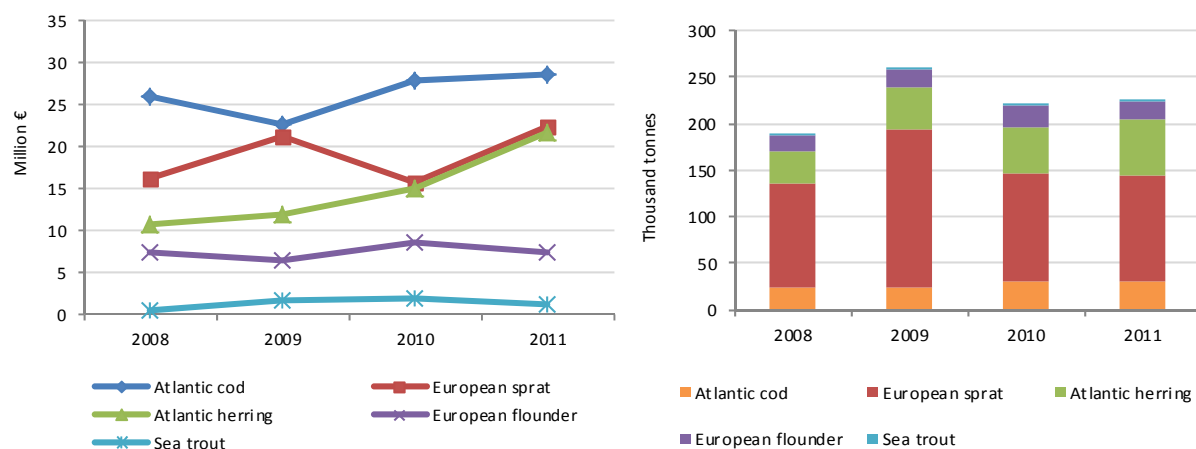 35
30
25
20
15
10
5
0
Million €
2008 2009 2010 2011
Atlantic cod European sprat
Atlantic herring European flounder
Sea trout
300
250
200
150
100
50
0
Thousand tonnes
2008 2009 2010 2011
Atlantic cod European sprat Atlantic herring
European flounder Sea trout